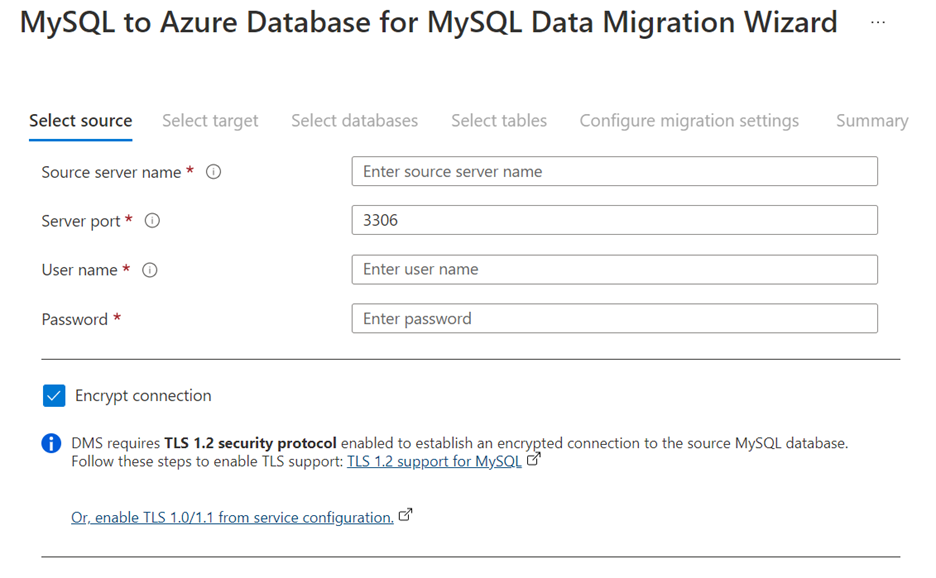 MySQL to Azure Database for MySQL Data Migration Wizard ...
Select source Select target Select databases Select tables Configure migration settings Summary
Source server name * Enter source server name
Server port * 3306
User name * Enter user name
Password * Enter password
Encrypt connection
DMS requires TLS 1.2 security protocol enabled to establish an encrypted connection to the source MySQL database.
Follow these steps to enable TLS support: TLS 1.2 support for MySQL
Or, enable TLS 1.0/1.1 from service configuration.